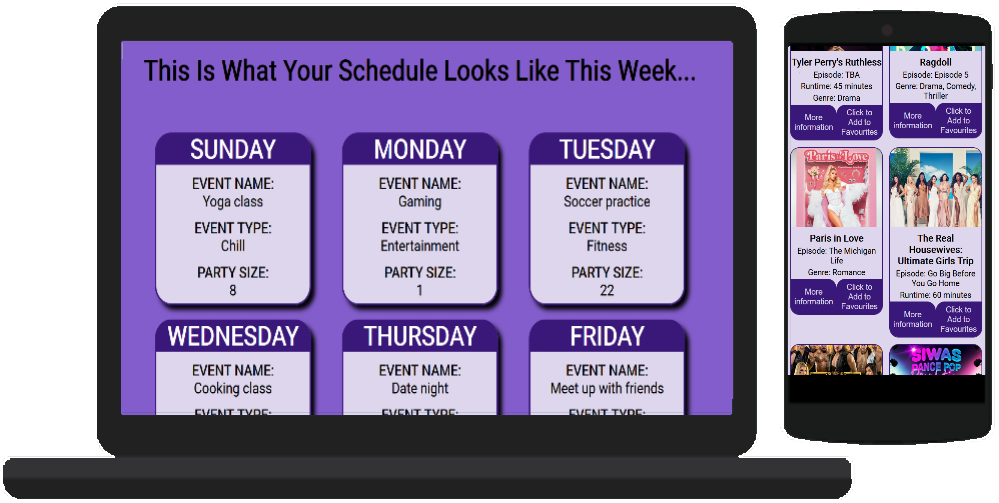 This Is What Your Schedule Looks Like This Week...
SUNDAY
EVENT NAME:
Yoga class
EVENT TYPE:
Chill
PARTY SIZE:
8
MONDAY
EVENT NAME:
Gaming
EVENT TYPE:
Entertainment
PARTY SIZE:
1
TUESDAY
EVENT NAME:
Soccer practice
EVENT TYPE:
Fitness
PARTY SIZE:
22
WEDNESDAY
EVENT NAME:
Cooking class
EVENT TYPE:
THURSDAY
EVENT NAME:
Date night
EVENT TYPE:
FRIDAY
EVENT NAME:
Meet up with friends
EVENT TYPE:
Tyler Perry's Ruthless
Episode: TBA
Runtime: 45 minutes
Genre: Drama
More
information
Click to
Add to
Favourites
Ragdoll
Episode: Episode 5
Genre: Drama, Comedy,
Thriller
More
information
Click to
Add to
Favourites
Paris in Love
Paris in Love
Episode: The Michigan
Life
Genre: Romance
More
information
Click to
Add to
Favourites
The Real
Housewives:
Ultimate Girls Trip
Episode: Go Big Before
You Go Home
Runtime: 60 minutes
More
information
Click to
Add to
Favourites
SIWAS
DANCE POP